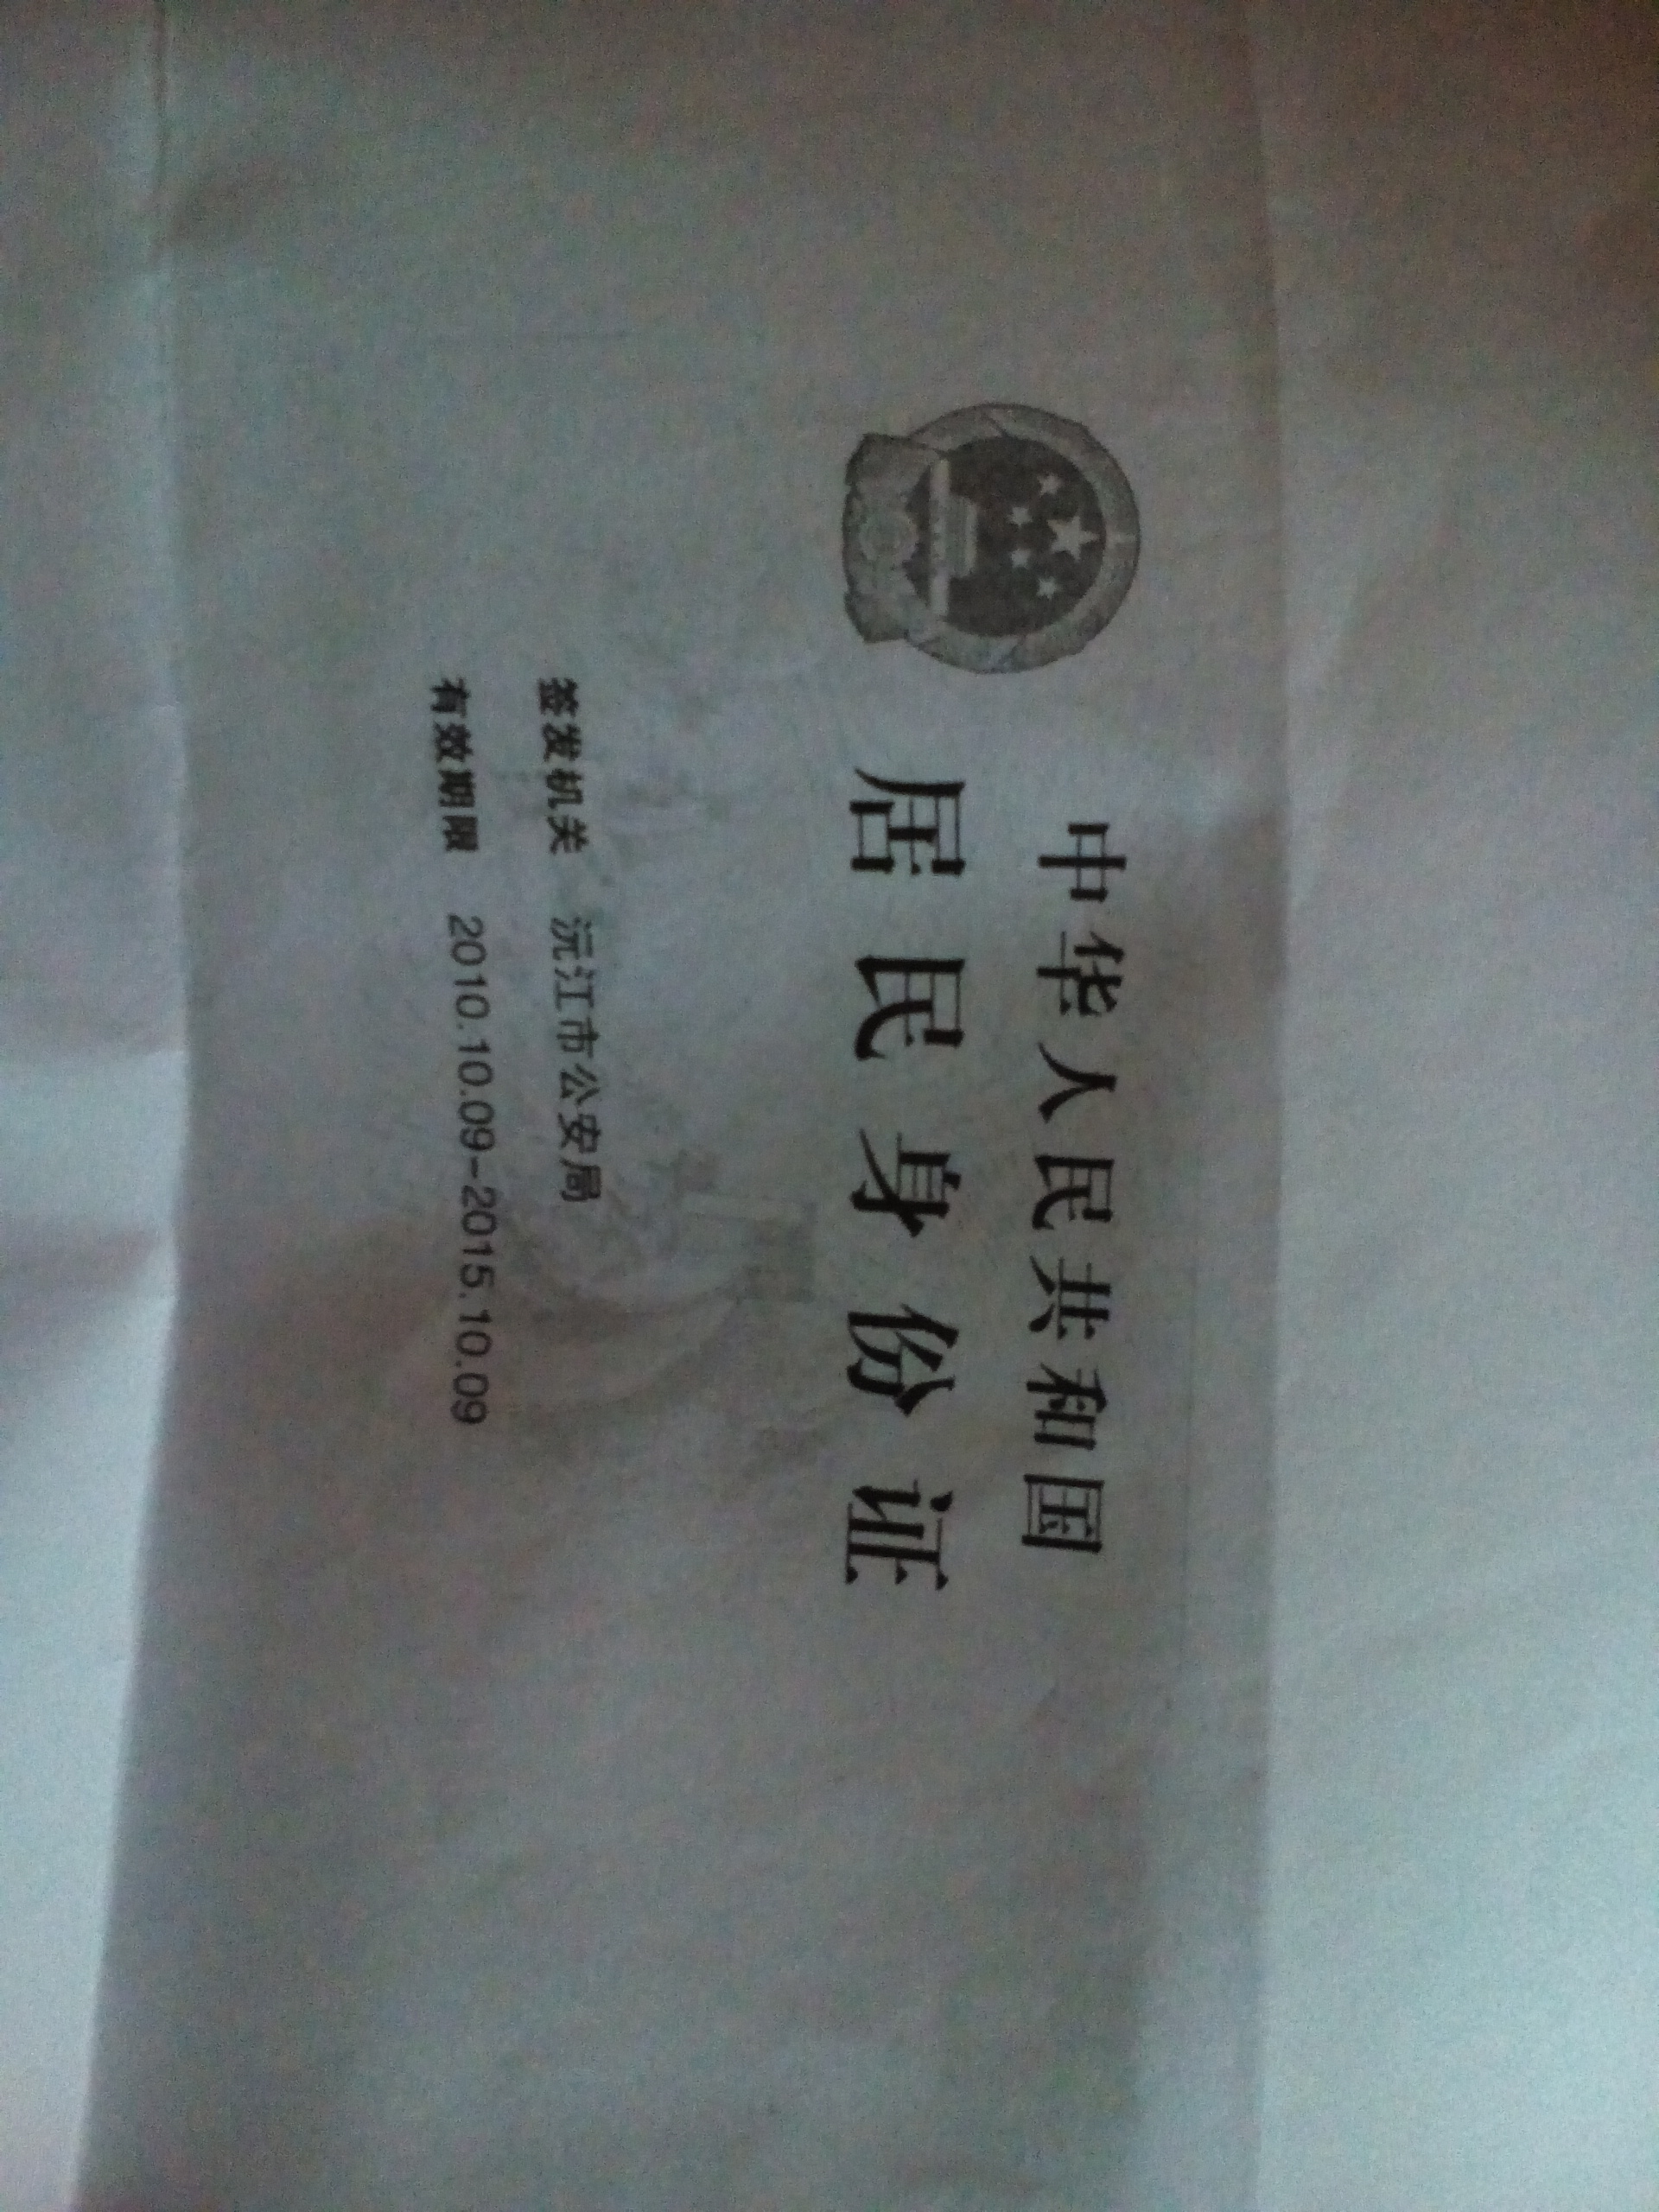 中华人民共和国
居民身份证
签发机关 沅江市公安局
有效期限 2010.10.09-2015.10.09